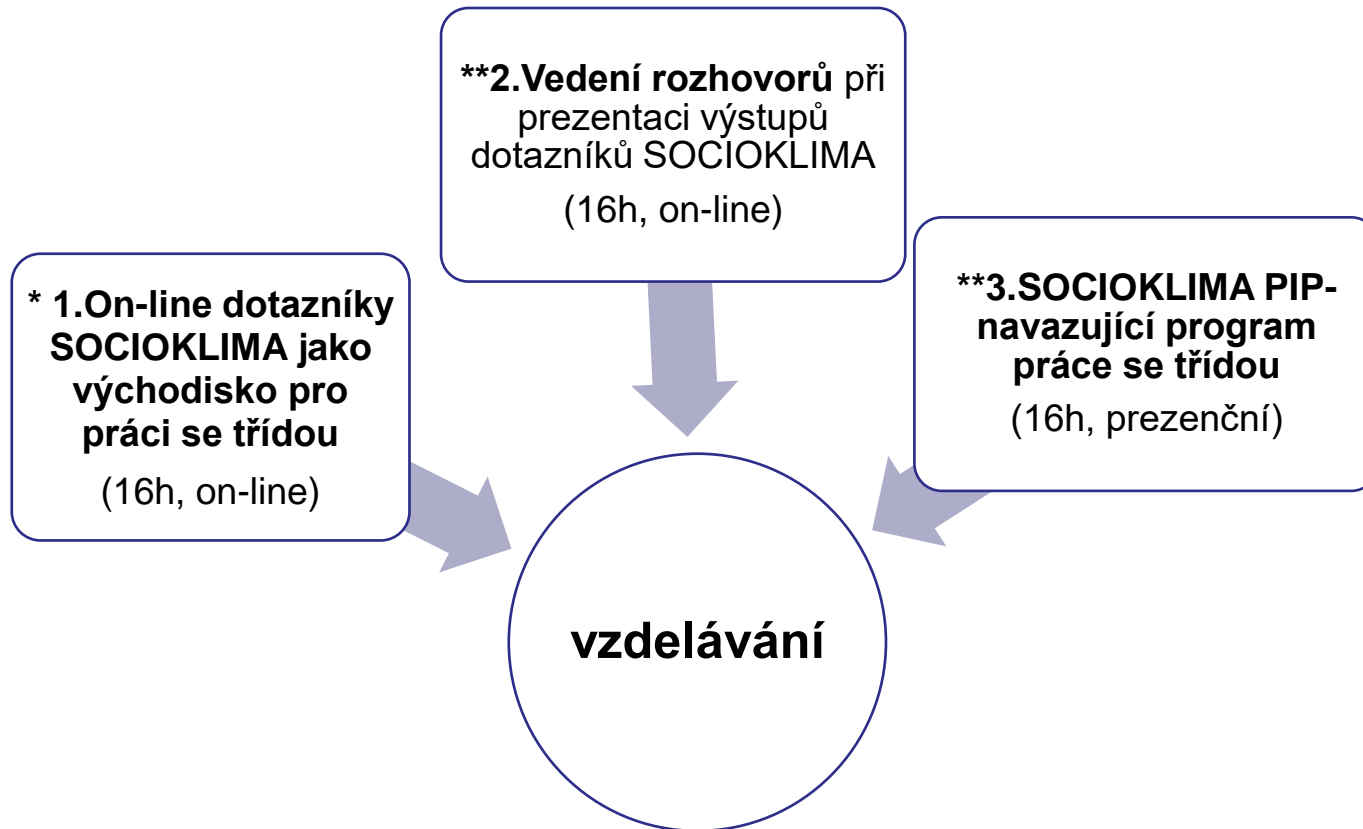 * 1.On-line dotazníky
SOCIOKLIMA jako
východisko pro
práci se třídou
(16h, on-line)
**2.Vedení rozhovorů při
prezentaci výstupů
dotazníků SOCIOKLIMA
(16h, on-line)
**3.SOCIOKLIMA PIP-
navazující program
práce se třídou
(16h, prezenční)
vzdelávání